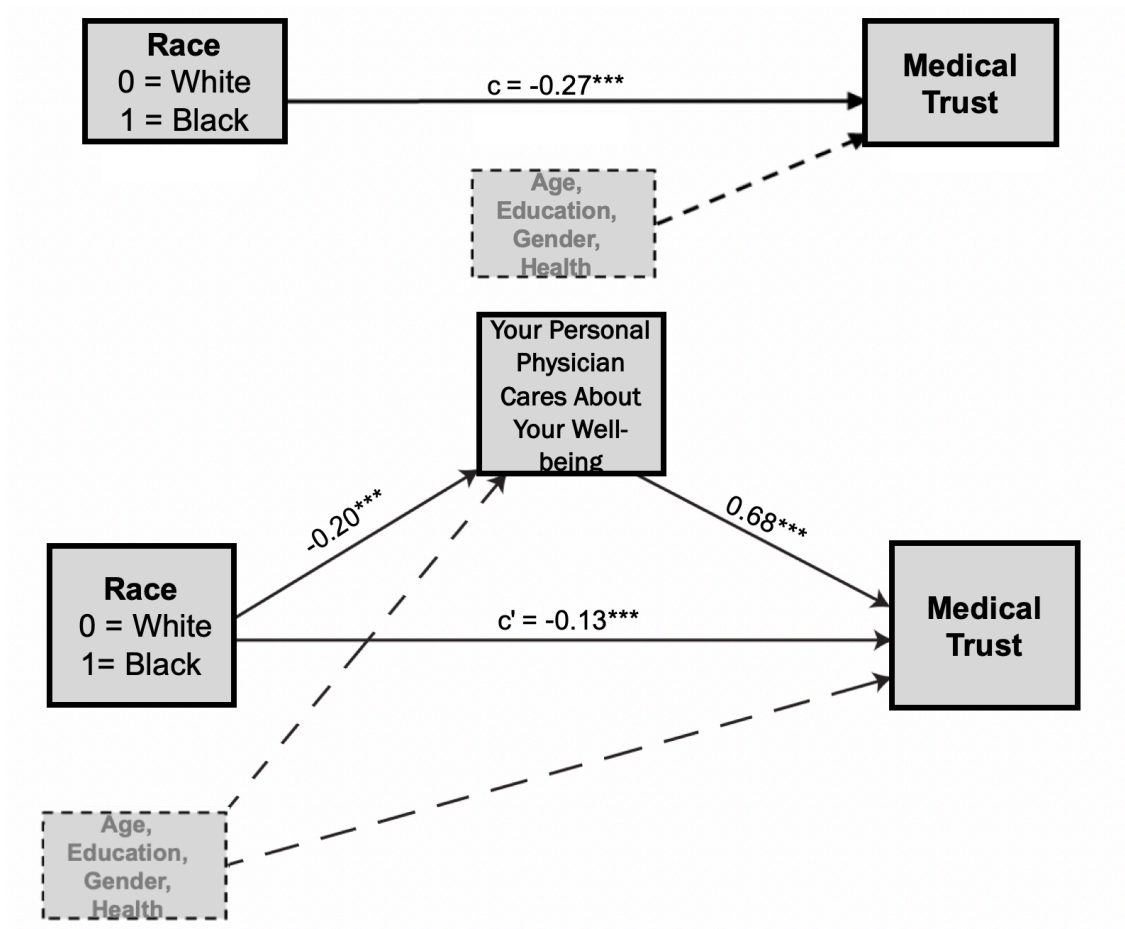 Race
0 = White
1 = Black
c = -0.27***
Medical
Trust
Age,
Education,
Gender,
Health
Your Personal
Physician
Cares About
Your Well-
being
-0.20***
0.68***
Race
0 = White
1= Black
c' = -0.13***
Medical
Trust
Age,
Education,
Gender,
Health